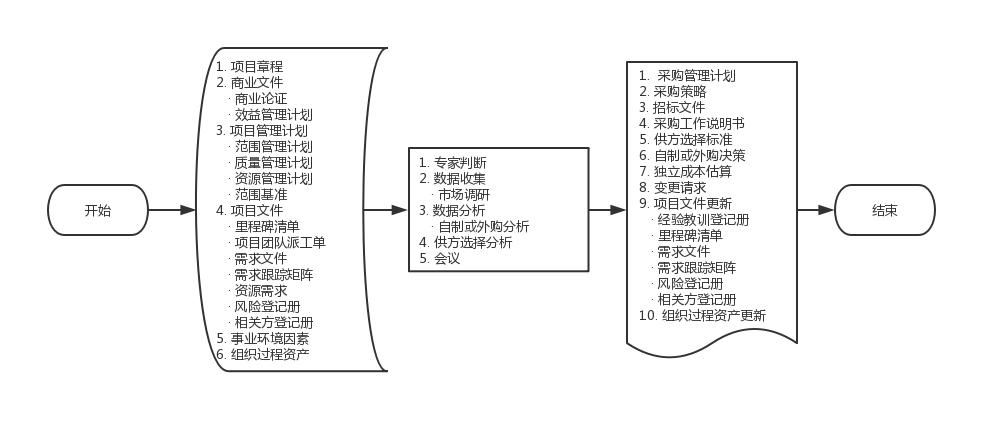 开始
1. 项目章程
2. 商业文件
· 商业论证
· 效益管理计划
3. 项目管理计划
· 范围管理计划
· 质量管理计划
· 资源管理计划
· 范围基准
4. 项目文件
· 里程碑清单
· 项目团队派工单
· 需求文件
· 需求跟踪矩阵
· 资源需求
· 风险登记册
· 相关方登记册
5. 事业环境因素
6. 组织过程资产
1. 专家判断
2. 数据收集
· 市场调研
3. 数据分析
· 自制或外购分析
4. 供方选择分析
5. 会议
1. 采购管理计划
2. 采购策略
3. 招标文件
4. 采购工作说明书
5. 供方选择标准
6. 自制或外购决策
7. 独立成本估算
8. 变更请求
9. 项目文件更新
· 经验教训登记册
· 里程碑清单
· 需求文件
· 需求跟踪矩阵
· 风险登记册
· 相关方登记册
10. 组织过程资产更新
结束